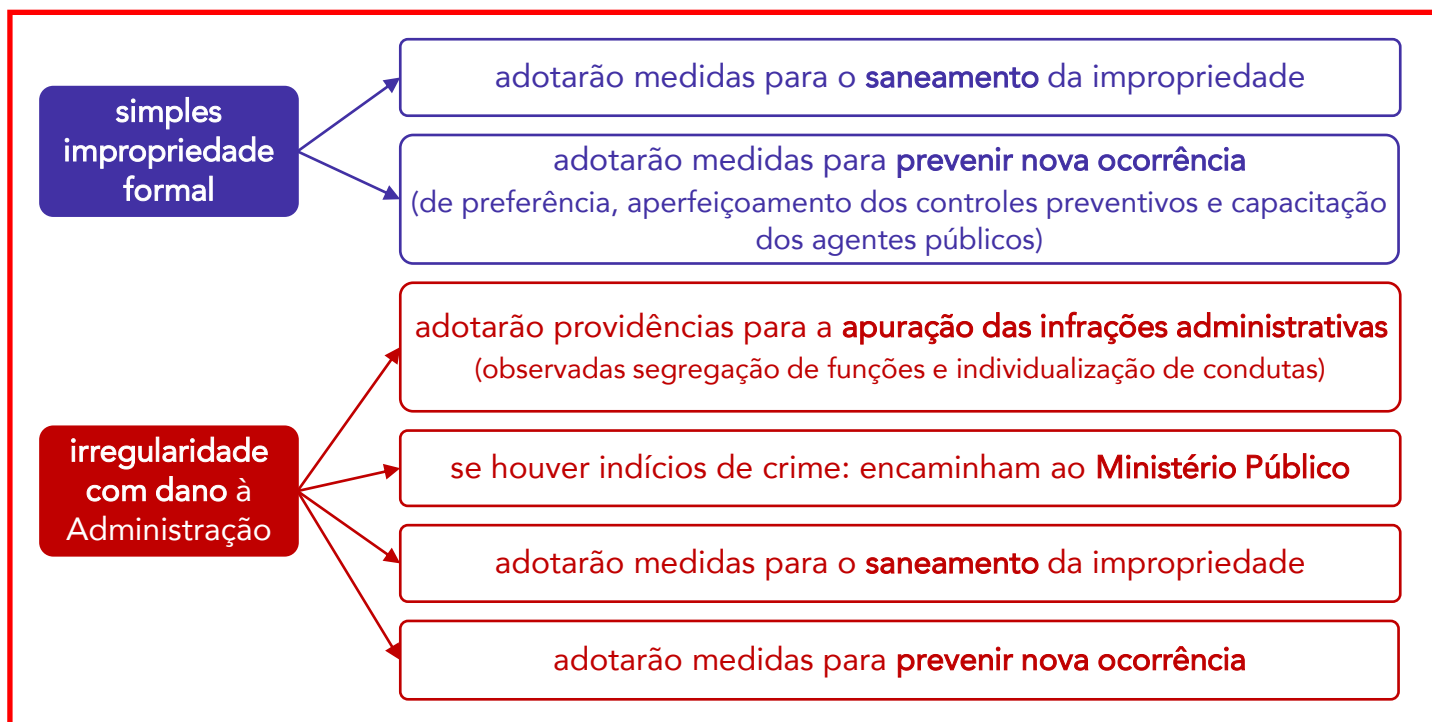 simples
impropriedade
formal
adotarão medidas para o saneamento da impropriedade
adotarão medidas para prevenir nova ocorrência
(de preferência, aperfeiçoamento dos controles preventivos e capacitação
dos agentes públicos)
irregularidade
com dano à
Administração
adotarão providências para a apuração das infrações administrativas
(observadas segregação de funções e individualização de condutas)
se houver indícios de crime: encaminham ao Ministério Público
adotarão medidas para o saneamento da impropriedade
adotarão medidas para prevenir nova ocorrência